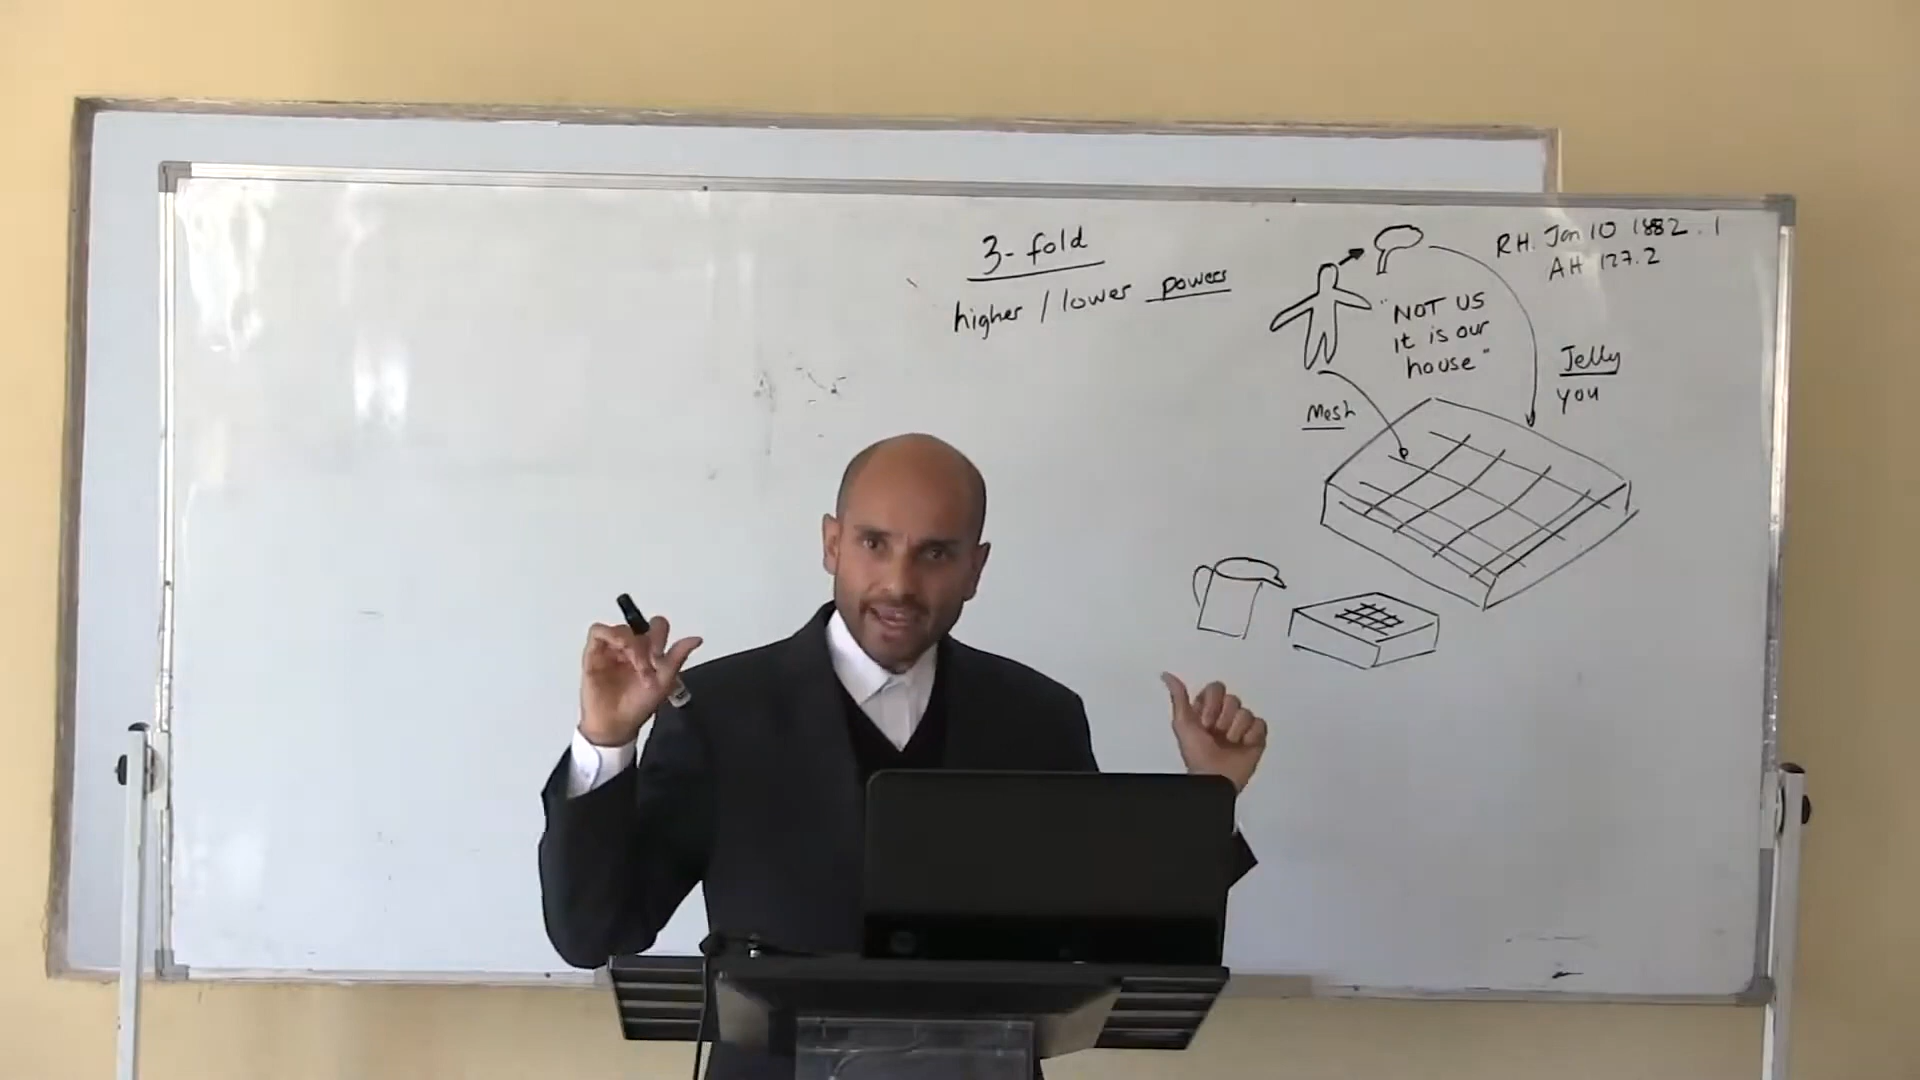 3-fold
higher / lower powers
RH. Jan 10 1882.1
AH 127.2
"NOT US
it is our
house"
Jelly
you
Mesh